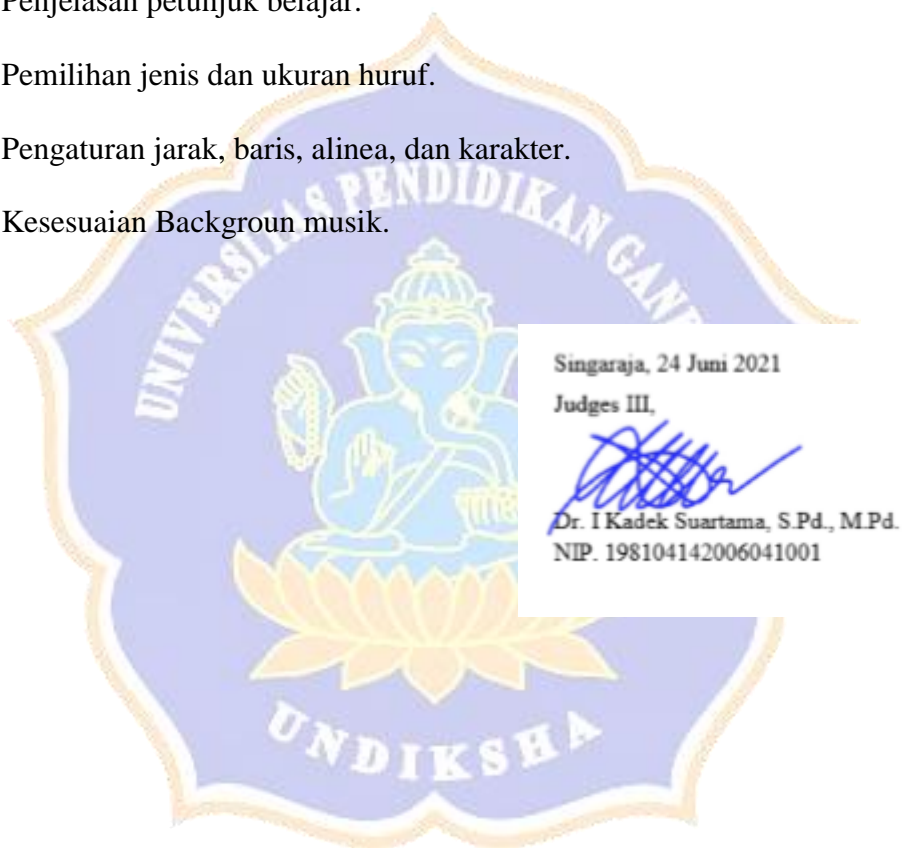 Penjelasan petunjuk belajar.
Pemilihan jenis dan ukuran huruf.
Pengaturan jarak, baris, alinea, dan karakter.
Kesesuaian Backgroun musik.
UNIVERSITAS PENDIDIKAN GANE
Singaraja, 24 Juni 2021
Judges III,
Dr. I Kadek Suartama, S.Pd., M.Pd.
NIP. 198104142006041001
UNDIKSHA